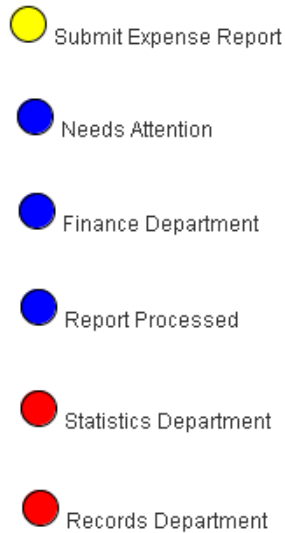 Submit Expense Report
Needs Attention
Finance Department
Report Processed
Statistics Department
Records Department